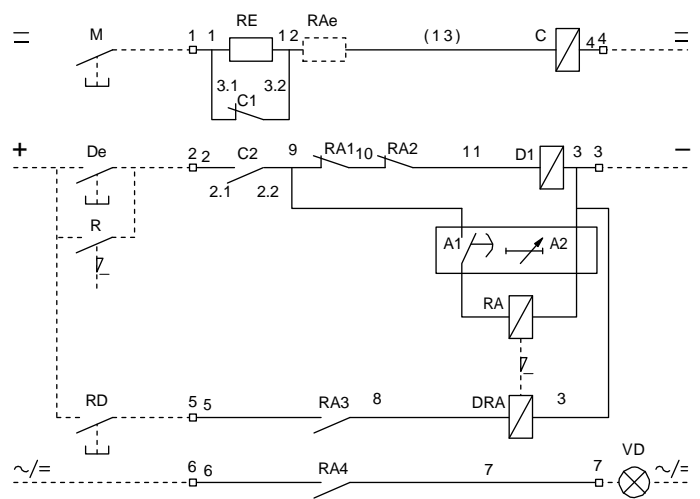 = M 1 1 RE 2 RAe (13) C 4 4 =
3.1 3.2
C1
+ De 2 2 C2 9 RA1 10 RA2 11 D1 3 3 −
2.1 2.2
R
A1 A2
RA
RD 5 5 RA3 8 DRA 3
~/= 6 6 RA4 7 7 VD ~/=